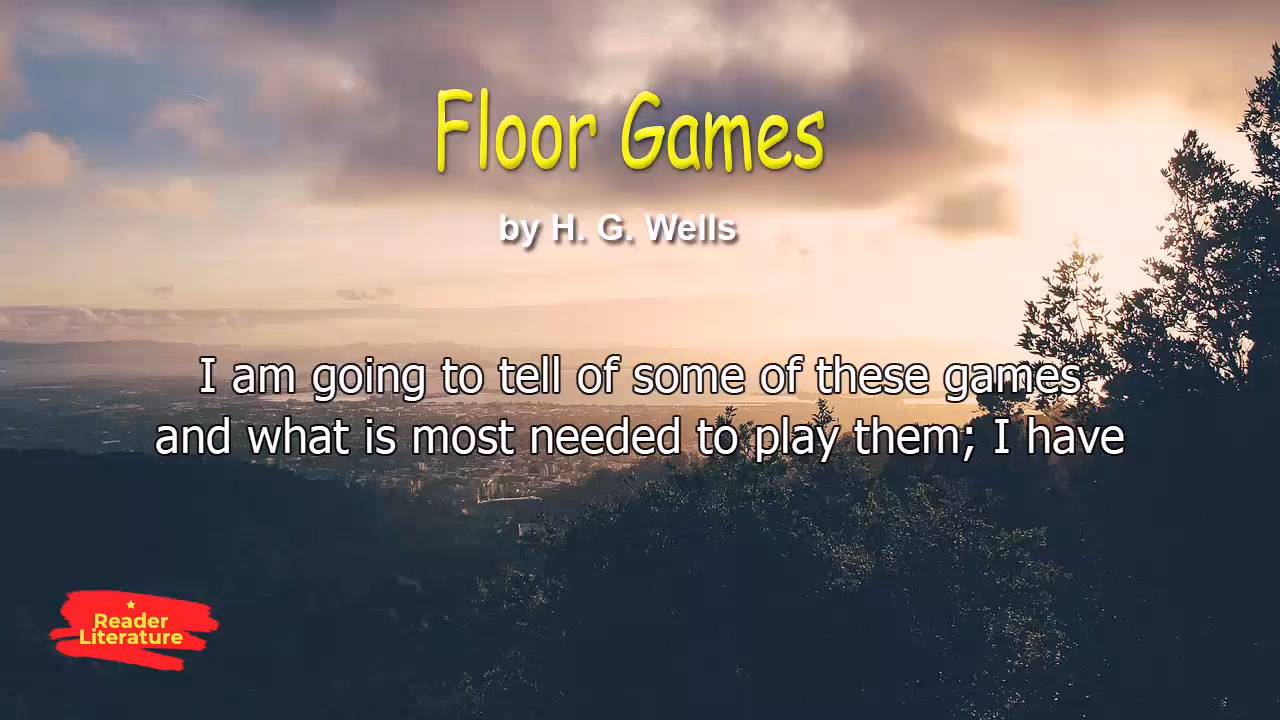 Floor Games
by H. G. Wells
I am going to tell of some of these games
and what is most needed to play them; I have
Reader
Literature